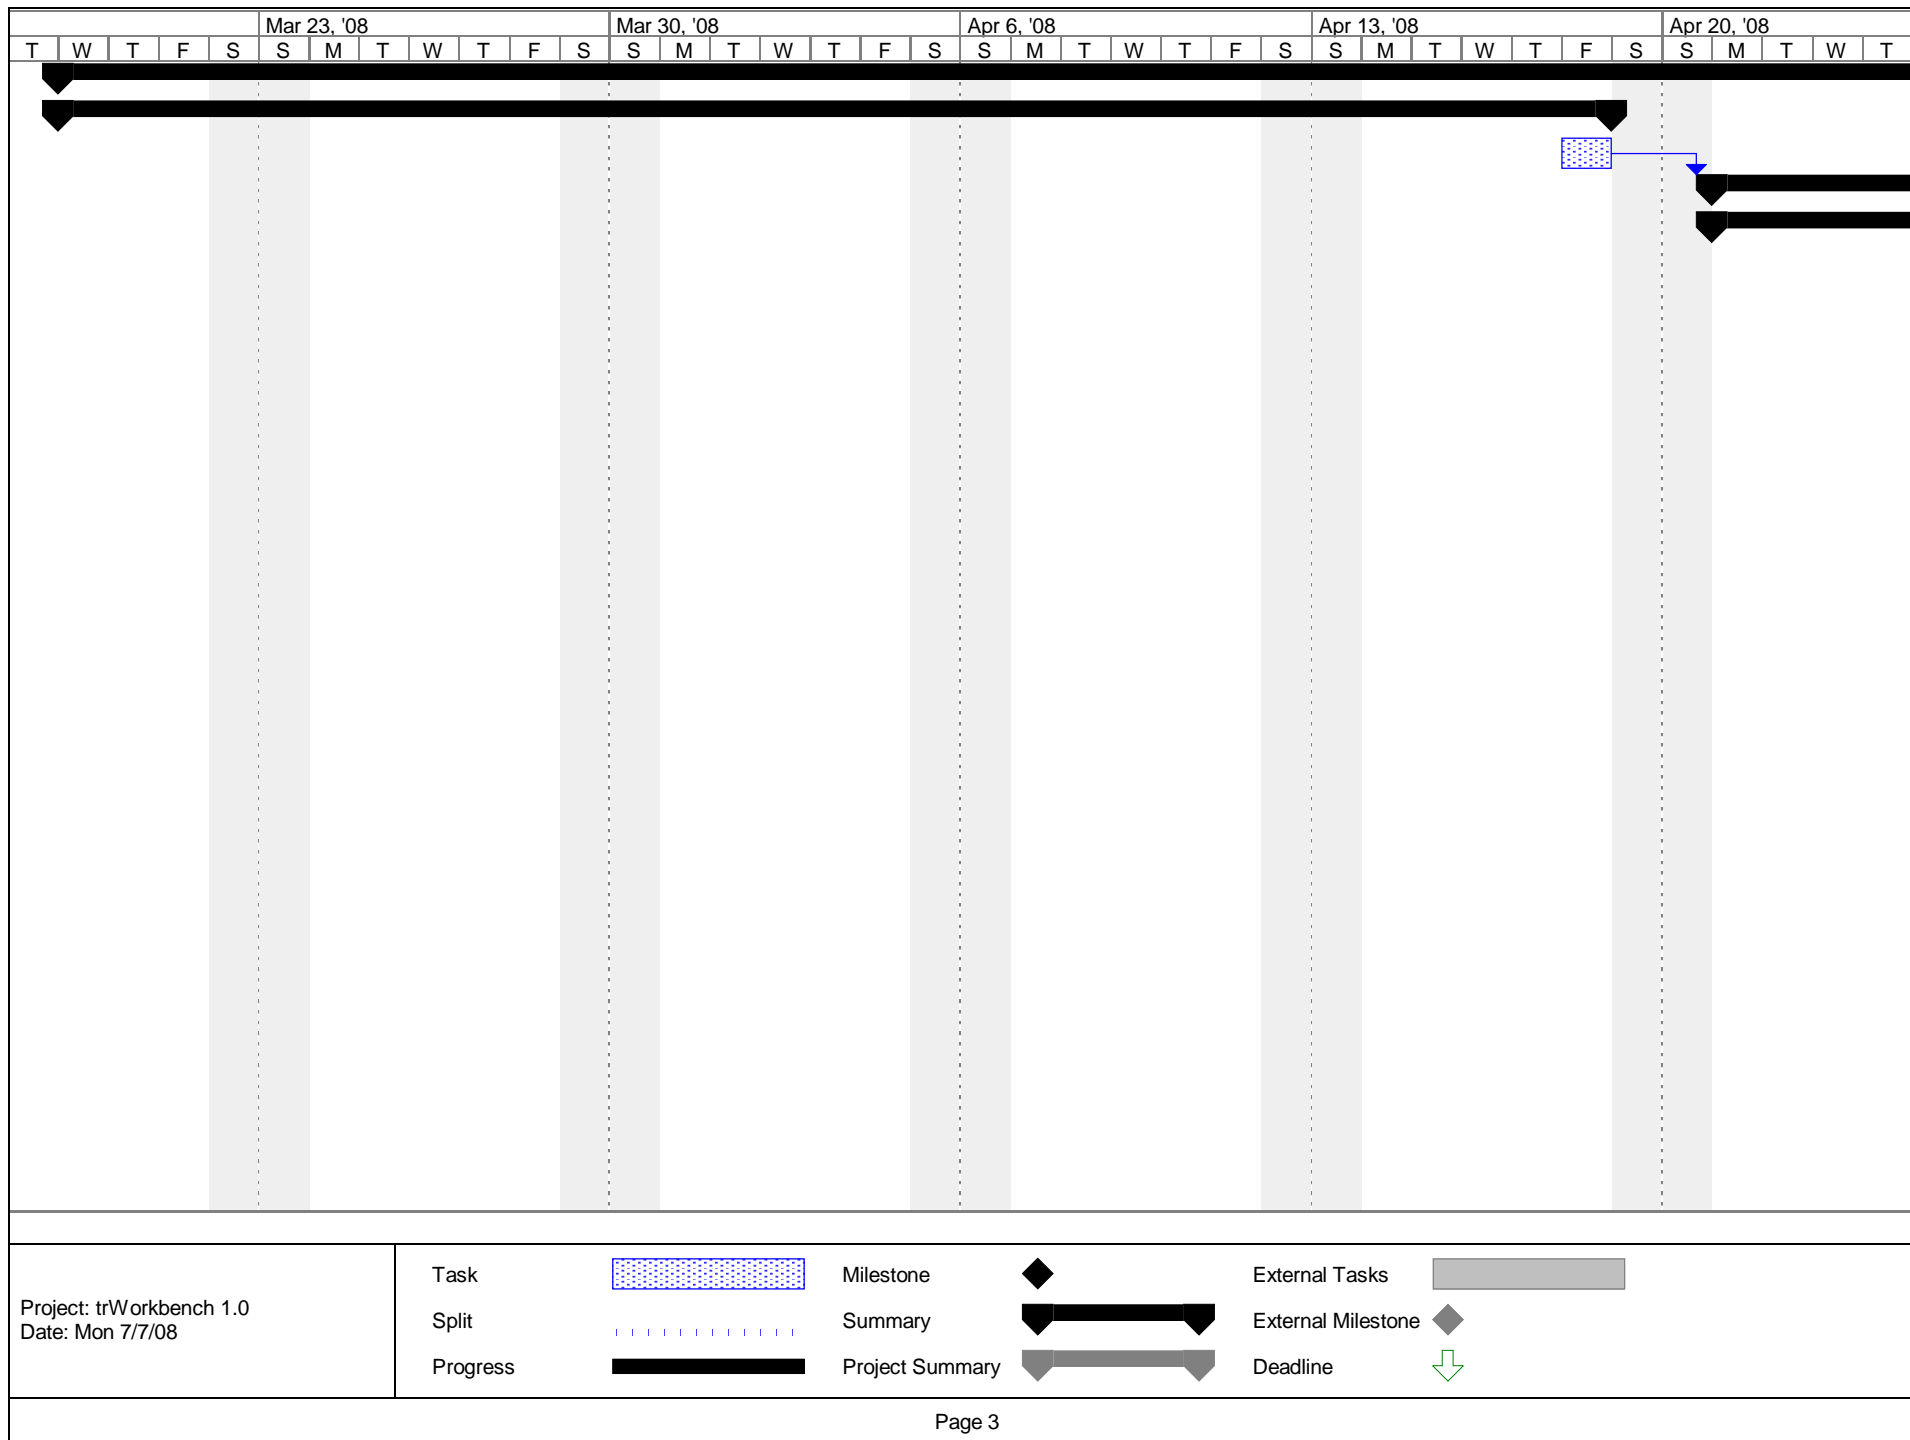 Mar 23, '08 Mar 30, '08 Apr 6, '08 Apr 13, '08 Apr 20, '08
T W T F S S M T W T F S S M T W T F S S M T W T F S S M T W T F S S M T W T
Task Milestone External Tasks
Project: trWorkbench 1.0
Date: Mon 7/7/08
Split Summary External Milestone
Progress Project Summary Deadline
Page 3